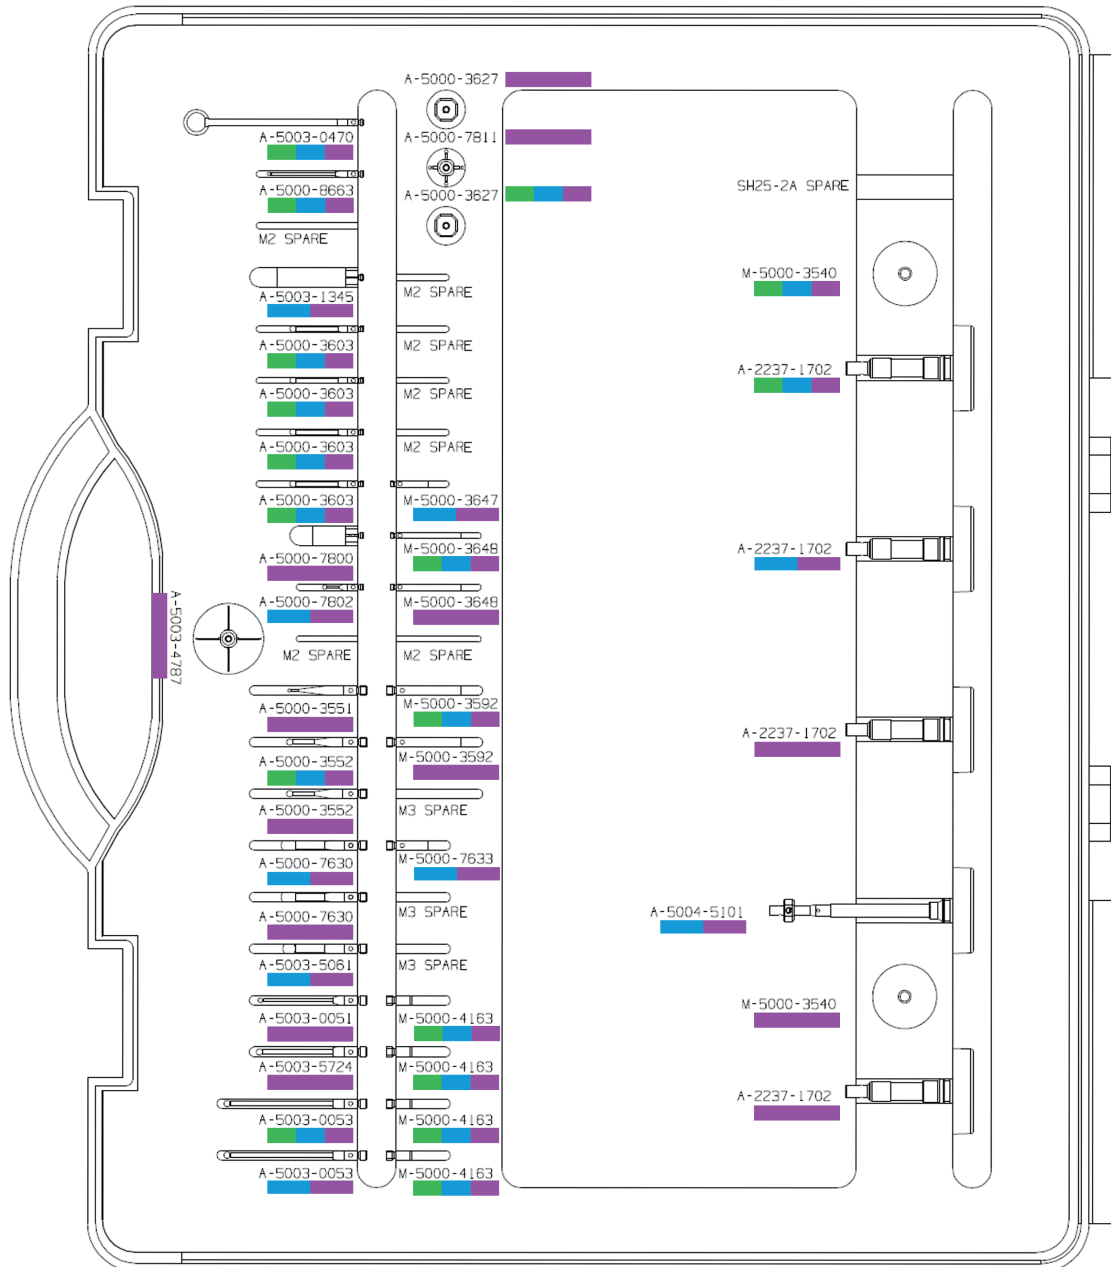 A-5000-3627
A-5003-0470
A-5000-7811
A-5000-8663
A-5000-3627
SH25-2A SPARE
M2 SPARE
M-5000-3540
A-5003-1345
M2 SPARE
A-5000-3603
M2 SPARE
A-2237-1702
A-5000-3603
M2 SPARE
A-5000-3603
M2 SPARE
A-5000-3603
M-5000-3647
A-5000-7800
M-5000-3648
A-2237-1702
A-5000-7802
M-5000-3648
A-5003-4787
M2 SPARE
M2 SPARE
A-5000-3551
M-5000-3592
A-2237-1702
A-5000-3552
M-5000-3592
A-5000-3552
M3 SPARE
A-5000-7630
M-5000-7633
A-5000-7630
M3 SPARE
A-5004-5101
A-5003-5061
M3 SPARE
A-5003-0051
M-5000-4163
M-5000-3540
A-5003-5724
M-5000-4163
A-2237-1702
A-5003-0053
M-5000-4163
A-5003-0053
M-5000-4163